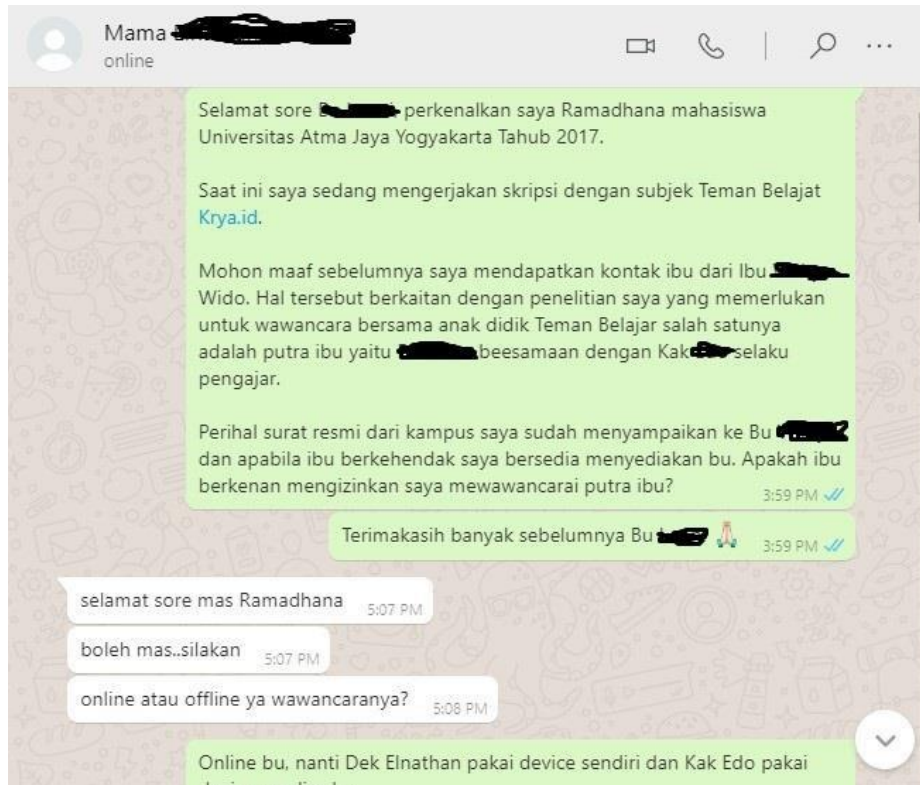 Mama
online
Selamat sore perkenalkan saya Ramadhana mahasiswa
Universitas Atma Jaya Yogyakarta Tahub 2017.
Saat ini saya sedang mengerjakan skripsi dengan subjek Teman Belajat
Krya.id.
Mohon maaf sebelumnya saya mendapatkan kontak ibu dari Ibu
Wido. Hal tersebut berkaitan dengan penelitian saya yang memerlukan
untuk wawancara bersama anak didik Teman Belajar salah satunya
adalah putra ibu yaitu beesamaan dengan Kak selaku
pengajar.
Perihal surat resmi dari kampus saya sudah menyampaikan ke Bu
dan apabila ibu berkehendak saya bersedia menyediakan bu. Apakah ibu
berkenan mengizinkan saya mewawancarai putra ibu?
3:59 PM
Terimakasih banyak sebelumnya Bu
3:59 PM
selamat sore mas Ramadhana
5:07 PM
boleh mas..silakan
5:07 PM
online atau offline ya wawancaranya?
5:08 PM
Online bu, nanti Dek Elnathan pakai device sendiri dan Kak Edo pakai